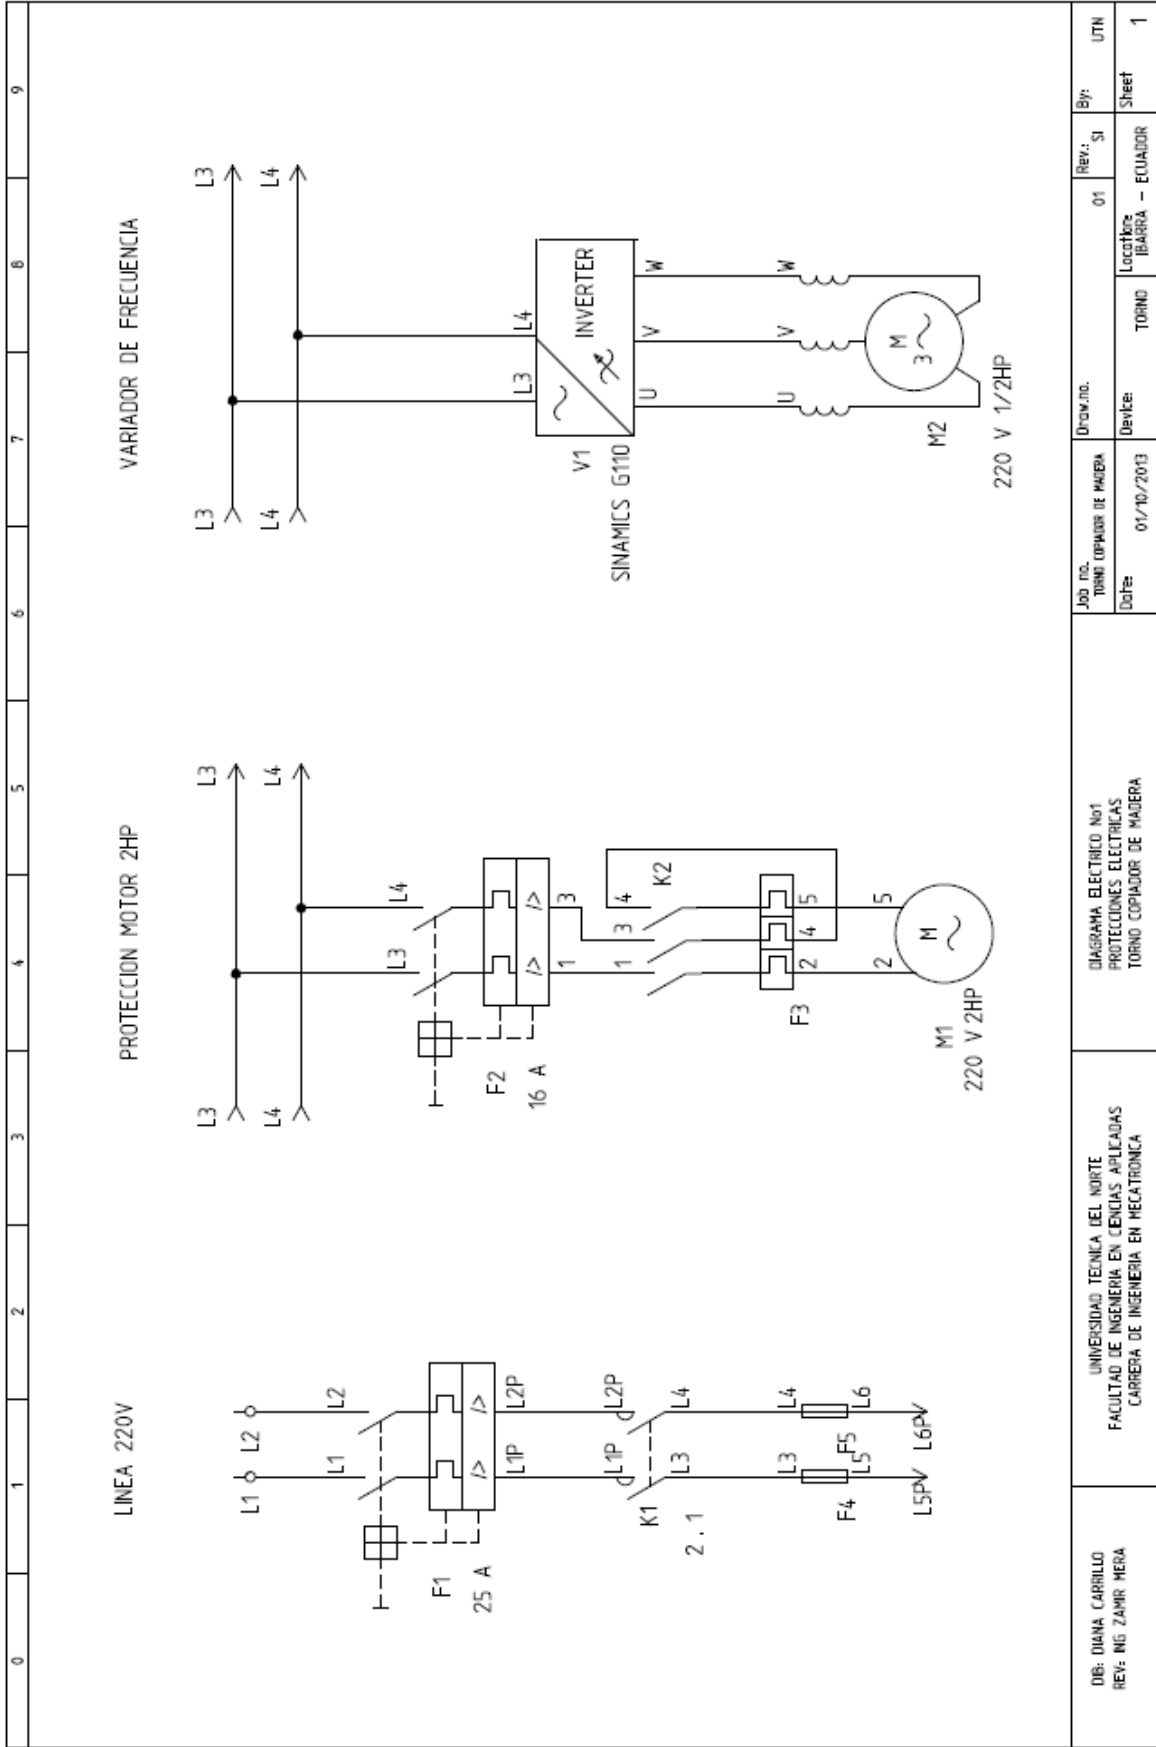 0 1 2 3 4 5 6 7 8 9
LINEA 220V
L1 L2
L1 L2
F1
25 A
/> />
L1P L2P
L1P L2P
K1
2.1
L3 L4
L3 L4
F4 F5
L5 L6
L5P L6P
PROTECCION MOTOR 2HP
L3 L3
L4 L4
L3 L4
F2
16 A
/> />
1 3
1 3 4
K2
F3
2 4 5
2 5
M
M1
220 V 2HP
VARIADOR DE FRECUENCIA
L3 L3
L4 L4
L3 L4
V1
INVERTER
SINAMICS G110
U V W
U V W
M
3
M2
220 V 1/2HP
DIB: DIANA CARRILLO
REV: ING ZAMIR MERA
UNIVERSIDAD TECNICA DEL NORTE
FACULTAD DE INGENIERIA EN CIENCIAS APLICADAS
CARRERA DE INGENIERIA EN MECATRONICA
DIAGRAMA ELECTRICO No1
PROTECCIONES ELECTRICAS
TORNO COPIADOR DE MADERA
Job no.
TORNO COPIADOR DE MADERA
Date: 01/10/2013
Draw.no. 01
Device: TORNO
Rev.: SI
Location:
IBARRA - ECUADOR
By: UTN
Sheet 1